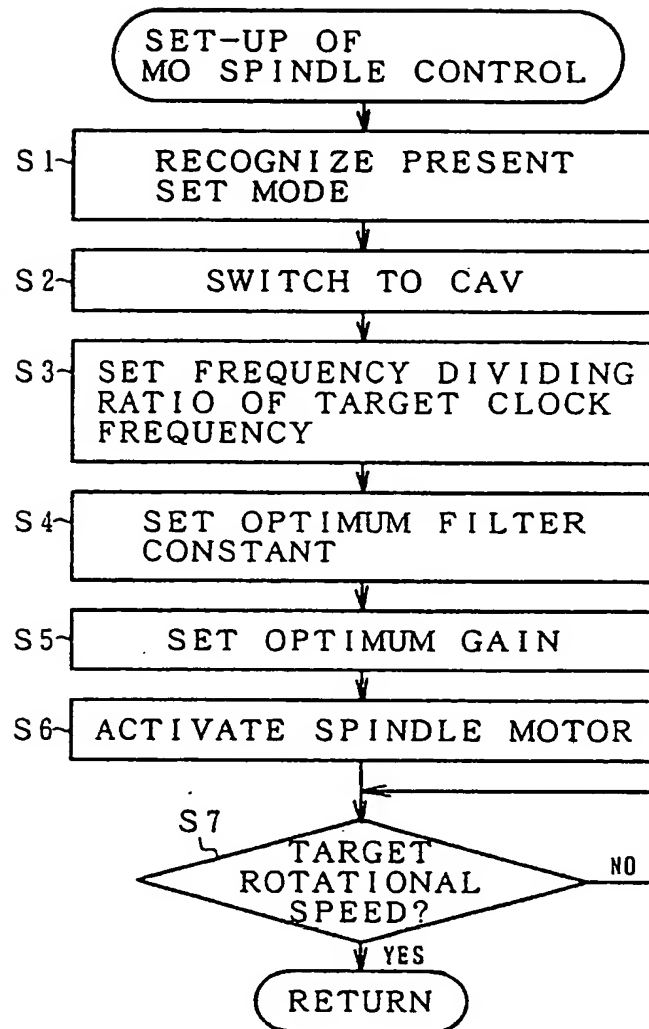 SET-UP OF
MO SPINDLE CONTROL
S1
RECOGNIZE PRESENT
SET MODE
S2
SWITCH TO CAV
S3
SET FREQUENCY DIVIDING
RATIO OF TARGET CLOCK
FREQUENCY
S4
SET OPTIMUM FILTER
CONSTANT
S5
SET OPTIMUM GAIN
S6
ACTIVATE SPINDLE MOTOR
S7
TARGET
ROTATIONAL
SPEED?
NO
YES
RETURN